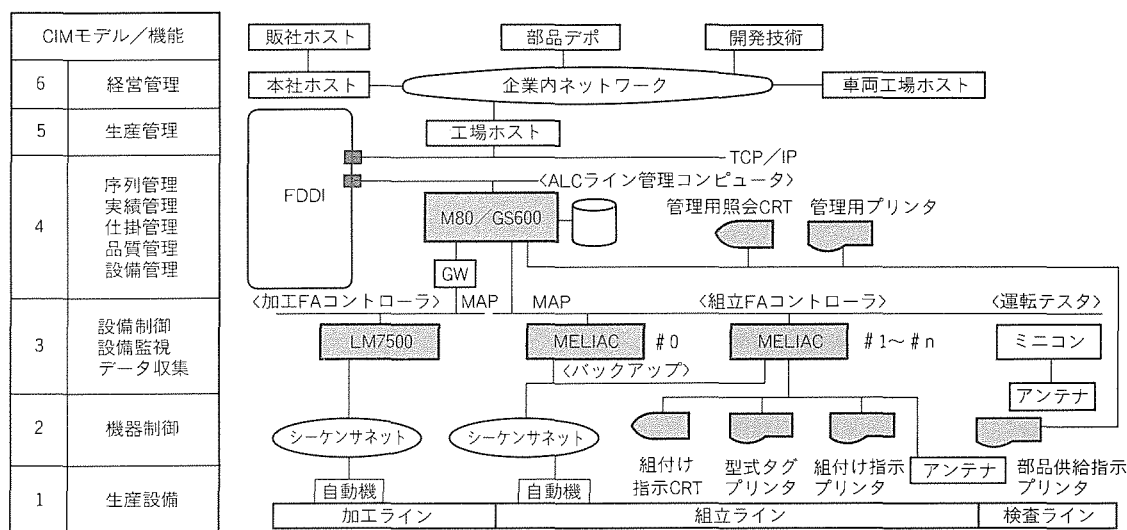 CIMモデル／機能
6 経営管理
5 生産管理
4
序列管理
実績管理
仕掛管理
品質管理
設備管理
3
設備制御
設備監視
データ収集
2 機器制御
1 生産設備
販社ホスト
部品デポ
開発技術
本社ホスト
企業内ネットワーク
車両工場ホスト
工場ホスト
FDDI
TCP／IP
〈ALCライン管理コンピュータ〉
M80／GS600
管理用照会CRT
管理用プリンタ
GW
〈加工FAコントローラ〉
MAP
MAP
〈組立FAコントローラ〉
〈運転テスタ〉
LM7500
MELIAC
#0
MELIAC
#1〜#n
ミニコン
〈バックアップ〉
アンテナ
シーケンサネット
シーケンサネット
組付け
指示CRT
型式タグ
プリンタ
組付け指示
プリンタ
アンテナ
部品供給指示
プリンタ
自動機
自動機
加工ライン
組立ライン
検査ライン